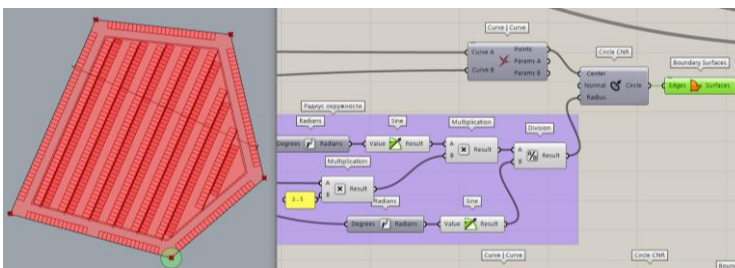 Curve | Curve
Curve A
Curve B
Points
Params A
Params B
Circle CNR
Center
Normal
Radius
Circle
Boundary Surfaces
Edges
Surfaces
Радиус окружности
Radians
Degrees
Radians
Sine
Value
Result
Multiplication
A
B
Result
Division
A
B
Result
Multiplication
A
B
Result
2.5
Radians
Degrees
Radians
Sine
Value
Result
Curve | Curve
Circle CNR